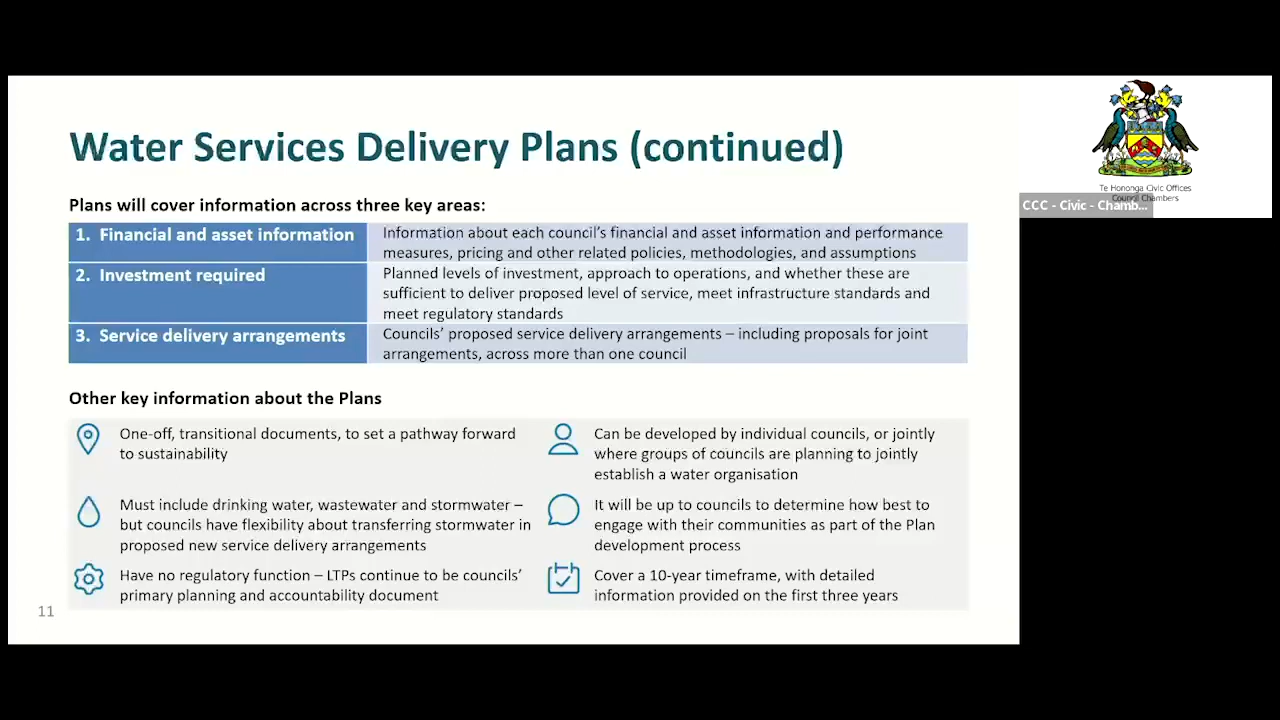 Water Services Delivery Plans (continued)
Plans will cover information across three key areas:
1. Financial and asset information
Information about each council's financial and asset information and performance
measures, pricing and other related policies, methodologies, and assumptions
2. Investment required
Planned levels of investment, approach to operations, and whether these are
sufficient to deliver proposed level of service, meet infrastructure standards and
meet regulatory standards
3. Service delivery arrangements
Councils' proposed service delivery arrangements – including proposals for joint
arrangements, across more than one council
Other key information about the Plans
One-off, transitional documents, to set a pathway forward
to sustainability
Can be developed by individual councils, or jointly
where groups of councils are planning to jointly
establish a water organisation
Must include drinking water, wastewater and stormwater –
but councils have flexibility about transferring stormwater in
proposed new service delivery arrangements
It will be up to councils to determine how best to
engage with their communities as part of the Plan
development process
Have no regulatory function – LTPs continue to be councils'
primary planning and accountability document
Cover a 10-year timeframe, with detailed
information provided on the first three years
11
Te Hononga Civic Offices
Council Chambers
CCC - Civic - Chamb...